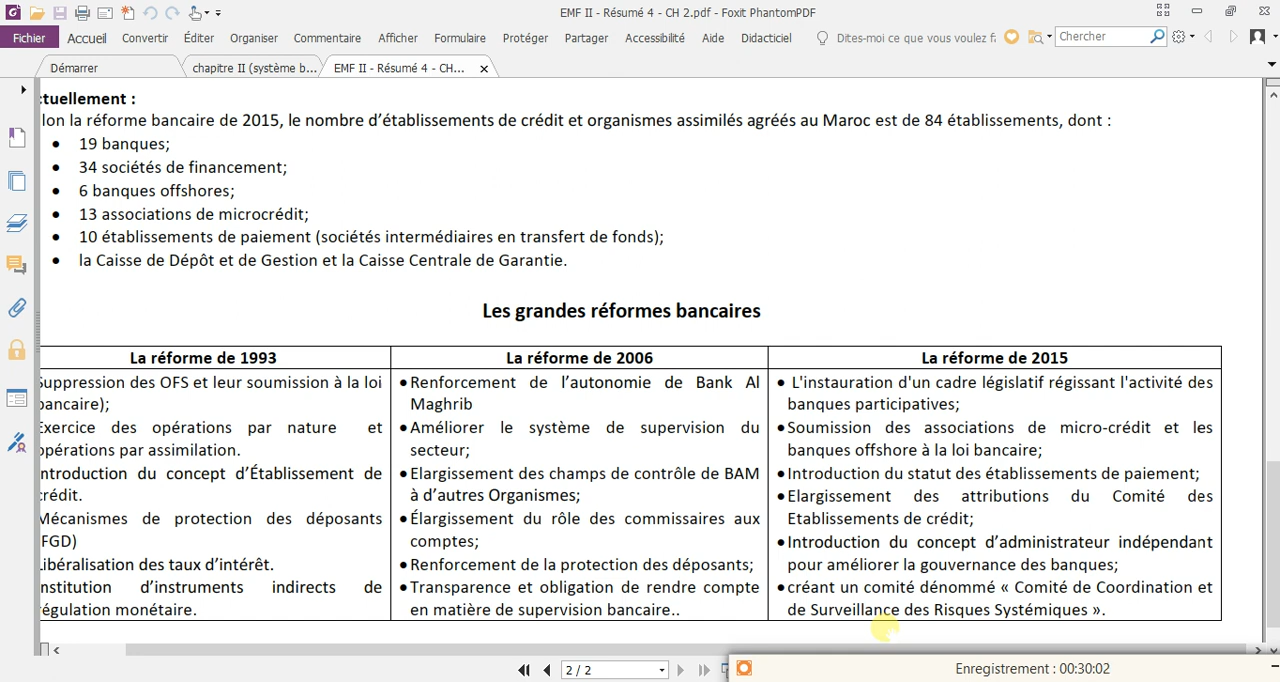 EMF II - Résumé 4 - CH 2.pdf - Foxit PhantomPDF
Fichier Accueil Convertir Éditer Organiser Commentaire Afficher Formulaire Protéger Partager Accessibilité Aide Didacticiel Dites-moi ce que vous voulez f Chercher
Démarrer chapitre II (système b... EMF II - Résumé 4 - CH...
ctuellement :
lon la réforme bancaire de 2015, le nombre d'établissements de crédit et organismes assimilés agréés au Maroc est de 84 établissements, dont :
• 19 banques;
• 34 sociétés de financement;
• 6 banques offshores;
• 13 associations de microcrédit;
• 10 établissements de paiement (sociétés intermédiaires en transfert de fonds);
• la Caisse de Dépôt et de Gestion et la Caisse Centrale de Garantie.
Les grandes réformes bancaires
La réforme de 1993
Suppression des OFS et leur soumission à la loi
bancaire);
Exercice des opérations par nature et
opérations par assimilation.
ntroduction du concept d'Établissement de
crédit.
Mécanismes de protection des déposants
FGD)
Libéralisation des taux d'intérêt.
nstitution d'instruments indirects de
régulation monétaire.
La réforme de 2006
• Renforcement de l'autonomie de Bank Al
Maghrib
• Améliorer le système de supervision du
secteur;
• Elargissement des champs de contrôle de BAM
à d'autres Organismes;
• Élargissement du rôle des commissaires aux
comptes;
• Renforcement de la protection des déposants;
• Transparence et obligation de rendre compte
en matière de supervision bancaire..
La réforme de 2015
• L'instauration d'un cadre législatif régissant l'activité des
banques participatives;
• Soumission des associations de micro-crédit et les
banques offshore à la loi bancaire;
• Introduction du statut des établissements de paiement;
• Elargissement des attributions du Comité des
Etablissements de crédit;
• Introduction du concept d'administrateur indépendant
pour améliorer la gouvernance des banques;
• créant un comité dénommé « Comité de Coordination et
de Surveillance des Risques Systémiques ».
2 / 2
Enregistrement : 00:30:02